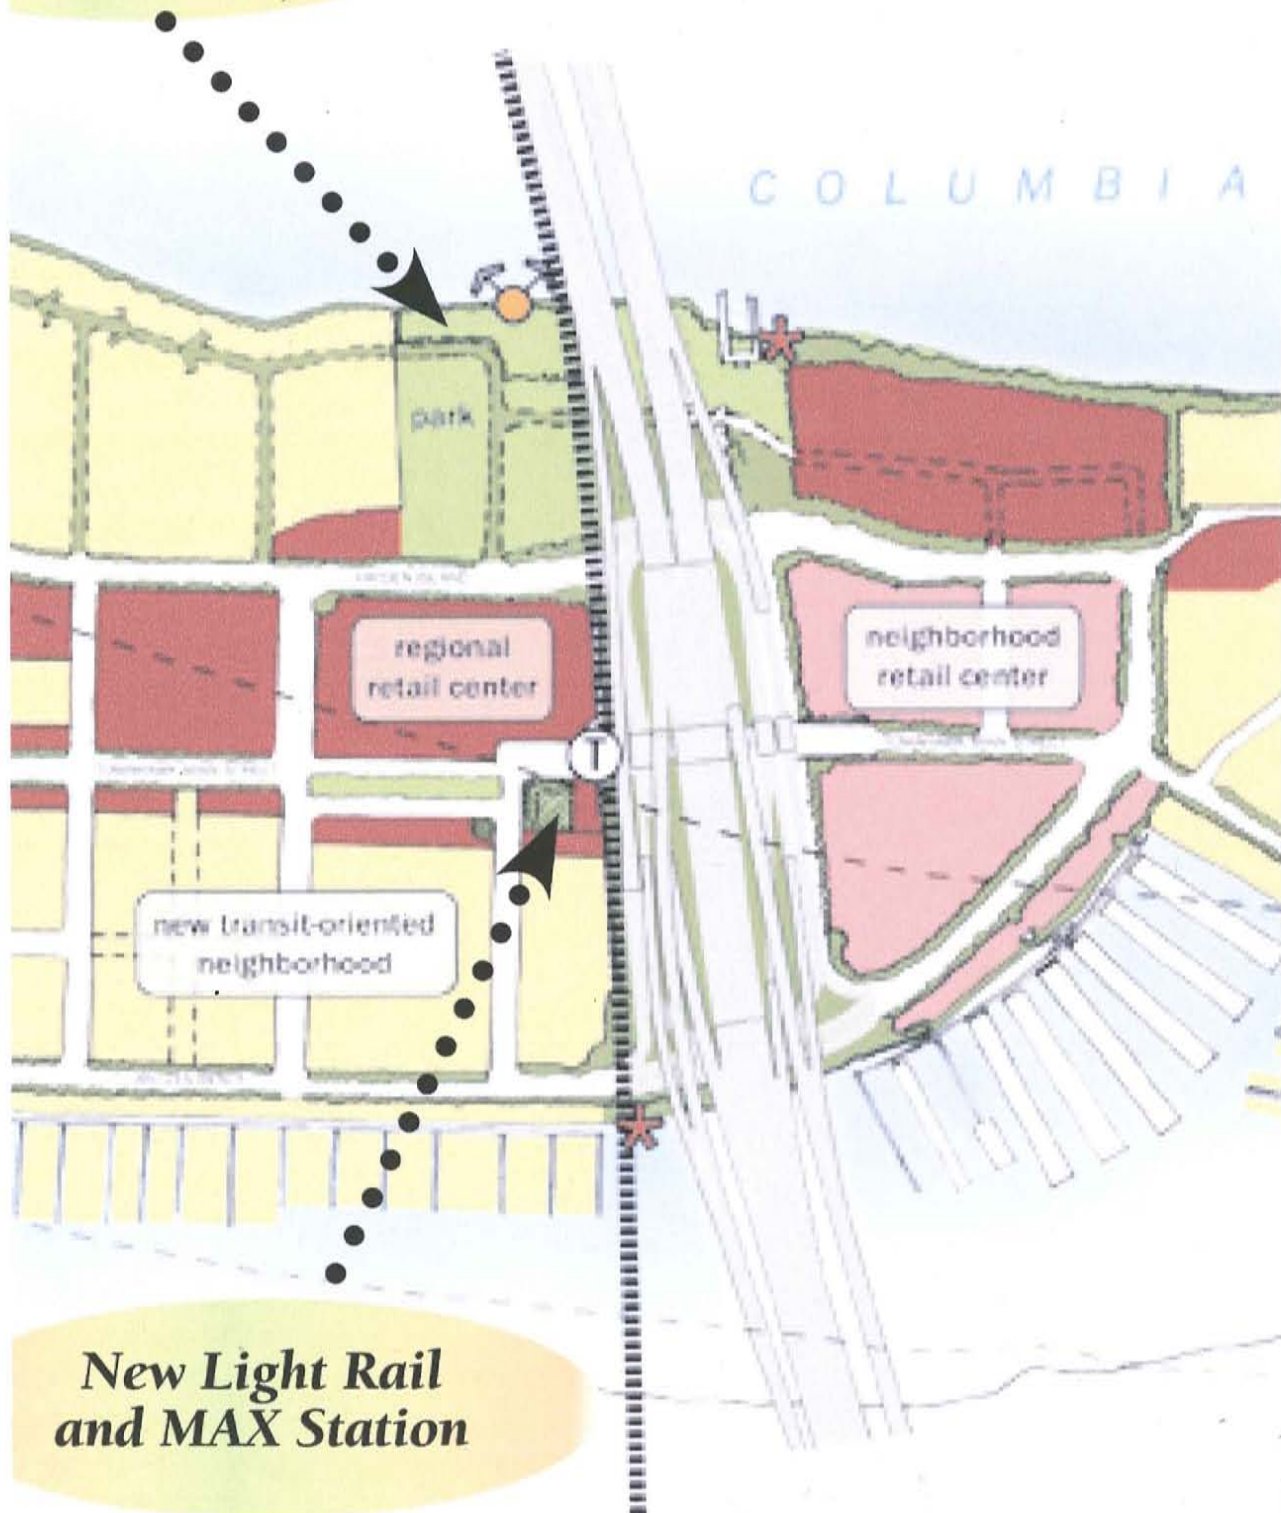 COLUMBIA
park
regional
retail center
neighborhood
retail center
T
new transit-oriented
neighborhood
New Light Rail
and MAX Station